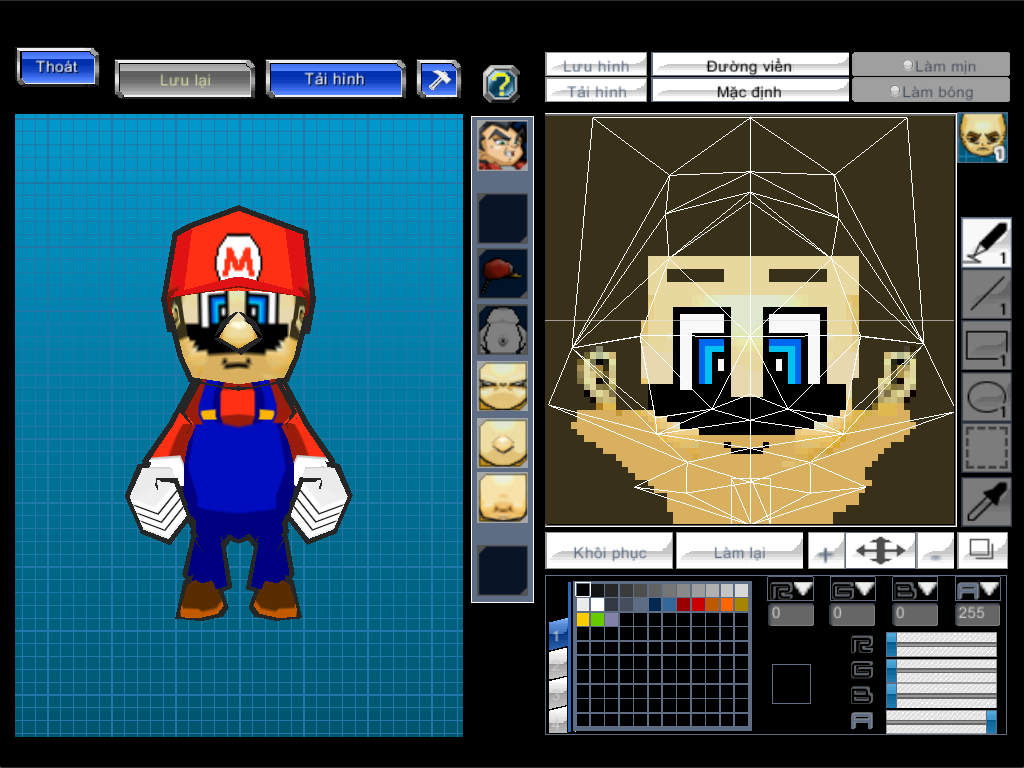 Thoát
Lưu lại
Tải hình
?
Lưu hình
Đường viền
Làm mịn
Tải hình
Mặc định
Làm bóng
1
M
1
1
1
1
Khôi phục
Làm lại
+
-
R G B A
0 0 0 255
1
R
G
B
A